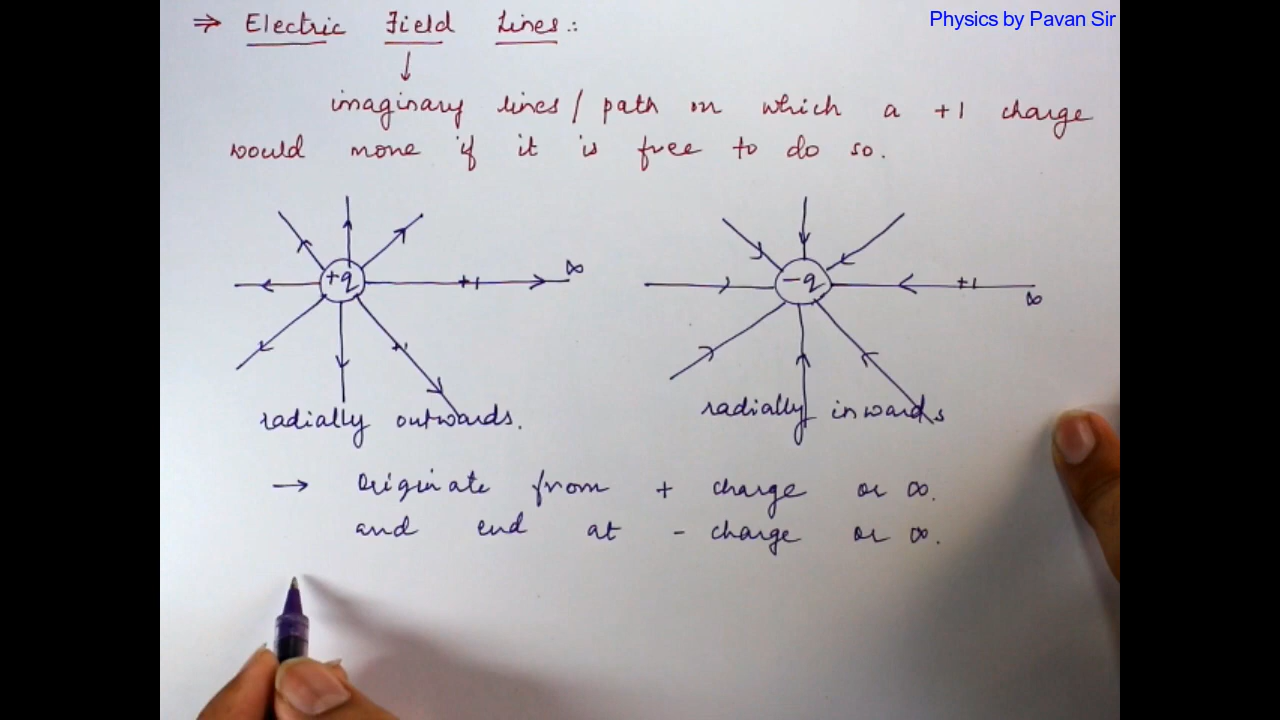 Physics by Pavan Sir
⇒ Electric Field Lines :
↓
imaginary lines / path on which a +1 charge
would move if it is free to do so.
+q +1 ∞
+1
-q +1 ∞
radially outwards.
radially inwards
→ Originate from + charge or ∞.
and end at - charge or ∞.